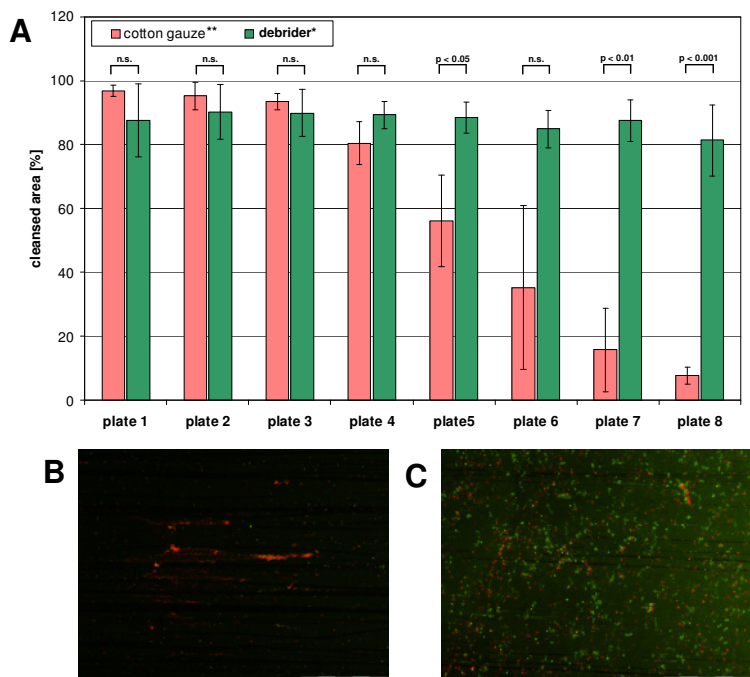 A
120
cotton gauze** debrider*
n.s. n.s. n.s. n.s. p < 0.05 n.s. p < 0.01 p < 0.001
100
80
60
40
20
0
cleansed area [%]
plate 1 plate 2 plate 3 plate 4 plate5 plate 6 plate 7 plate 8
B C